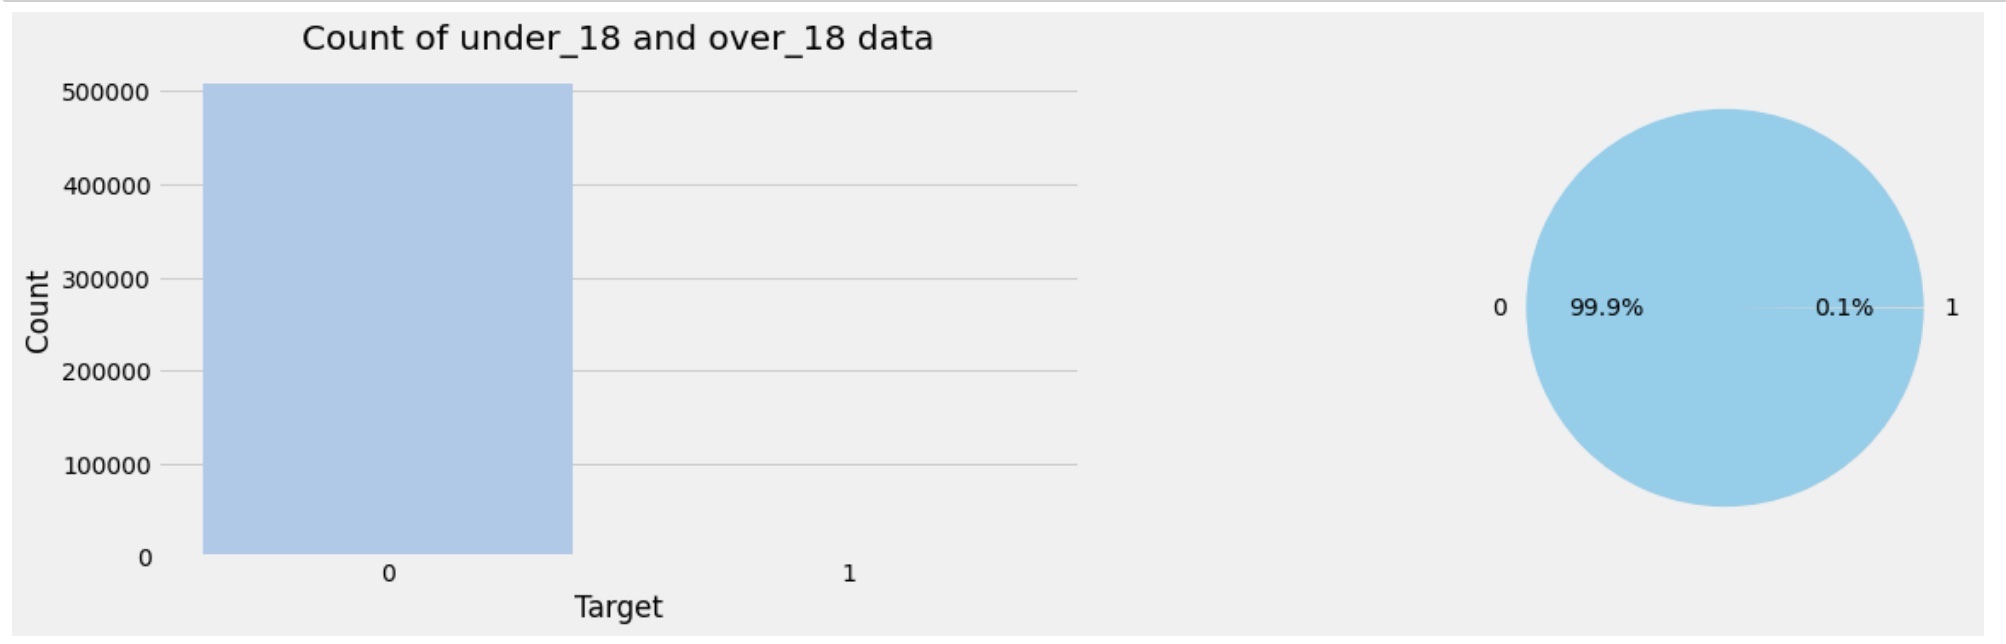 Count of under_18 and over_18 data
500000
400000
300000
200000
100000
0
Count
0 1
Target
0 99.9% 0.1% 1